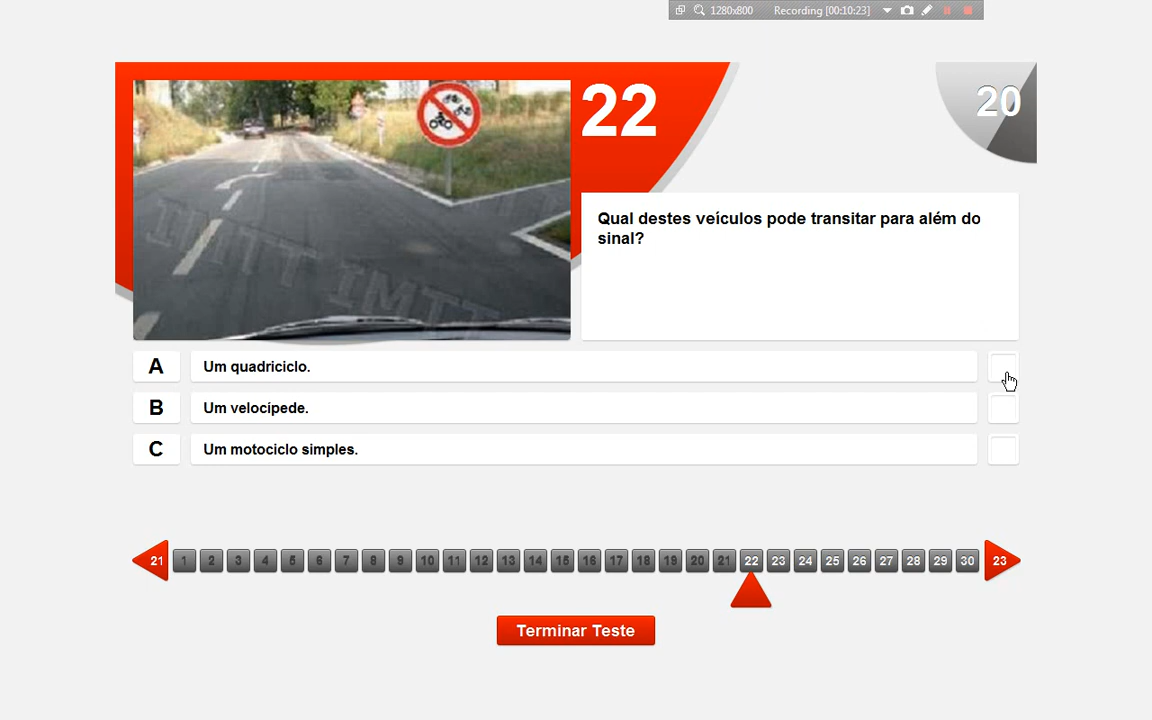 1280x800 Recording [00:10:23]
22
20
Qual destes veículos pode transitar para além do
sinal?
IMTT IMTT
A Um quadriciclo.
B Um velocípede.
C Um motociclo simples.
21 1 2 3 4 5 6 7 8 9 10 11 12 13 14 15 16 17 18 19 20 21 22 23 24 25 26 27 28 29 30 23
Terminar Teste